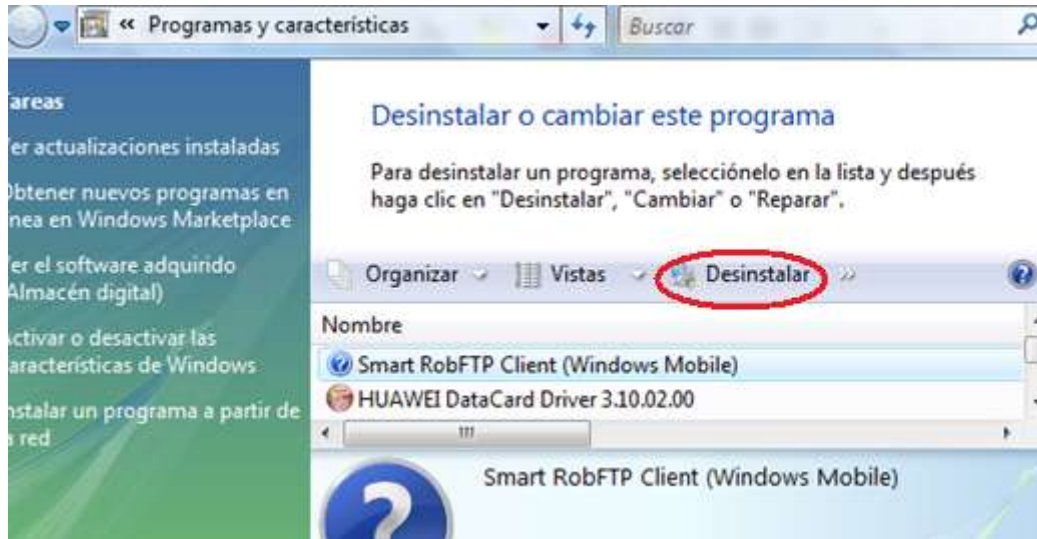 « Programas y características
Buscar
areas
er actualizaciones instaladas
btener nuevos programas en
nea en Windows Marketplace
er el software adquirido
Almacén digital)
ctivar o desactivar las
aracterísticas de Windows
nstalar un programa a partir de
a red
Desinstalar o cambiar este programa
Para desinstalar un programa, selecciónelo en la lista y después
haga clic en "Desinstalar", "Cambiar" o "Reparar".
Organizar Vistas Desinstalar »
Nombre
Smart RobFTP Client (Windows Mobile)
HUAWEI DataCard Driver 3.10.02.00
Smart RobFTP Client (Windows Mobile)